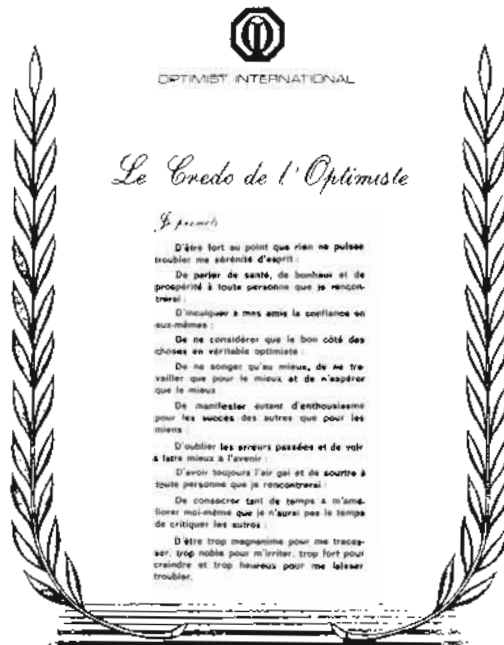 OPTIMIST INTERNATIONAL
Le Credo de l'Optimiste
Je promets
D'être fort au point que rien ne puisse
troubler ma sérénité d'esprit :
De parler de santé, de bonheur et de
prospérité à toute personne que je rencon-
trerai :
D'inculquer à mes amis la confiance en
eux-mêmes :
De ne considérer que le bon côté des
choses en véritable optimiste :
De ne songer qu'au mieux, de ne tra-
vailler que pour le mieux et de n'espérer
que le mieux
De manifester autant d'enthousiasme
pour les succès des autres que pour les
miens :
D'oublier les erreurs passées et de voir
à faire mieux à l'avenir :
D'avoir toujours l'air gai et de sourire à
toute personne que je rencontrerai :
De consacrer tant de temps à m'amé-
liorer moi-même que je n'aurai pas le temps
de critiquer les autres :
D'être trop magnanime pour me tracas-
ser, trop noble pour m'irriter, trop fort pour
craindre et trop heureux pour me laisser
troubler.